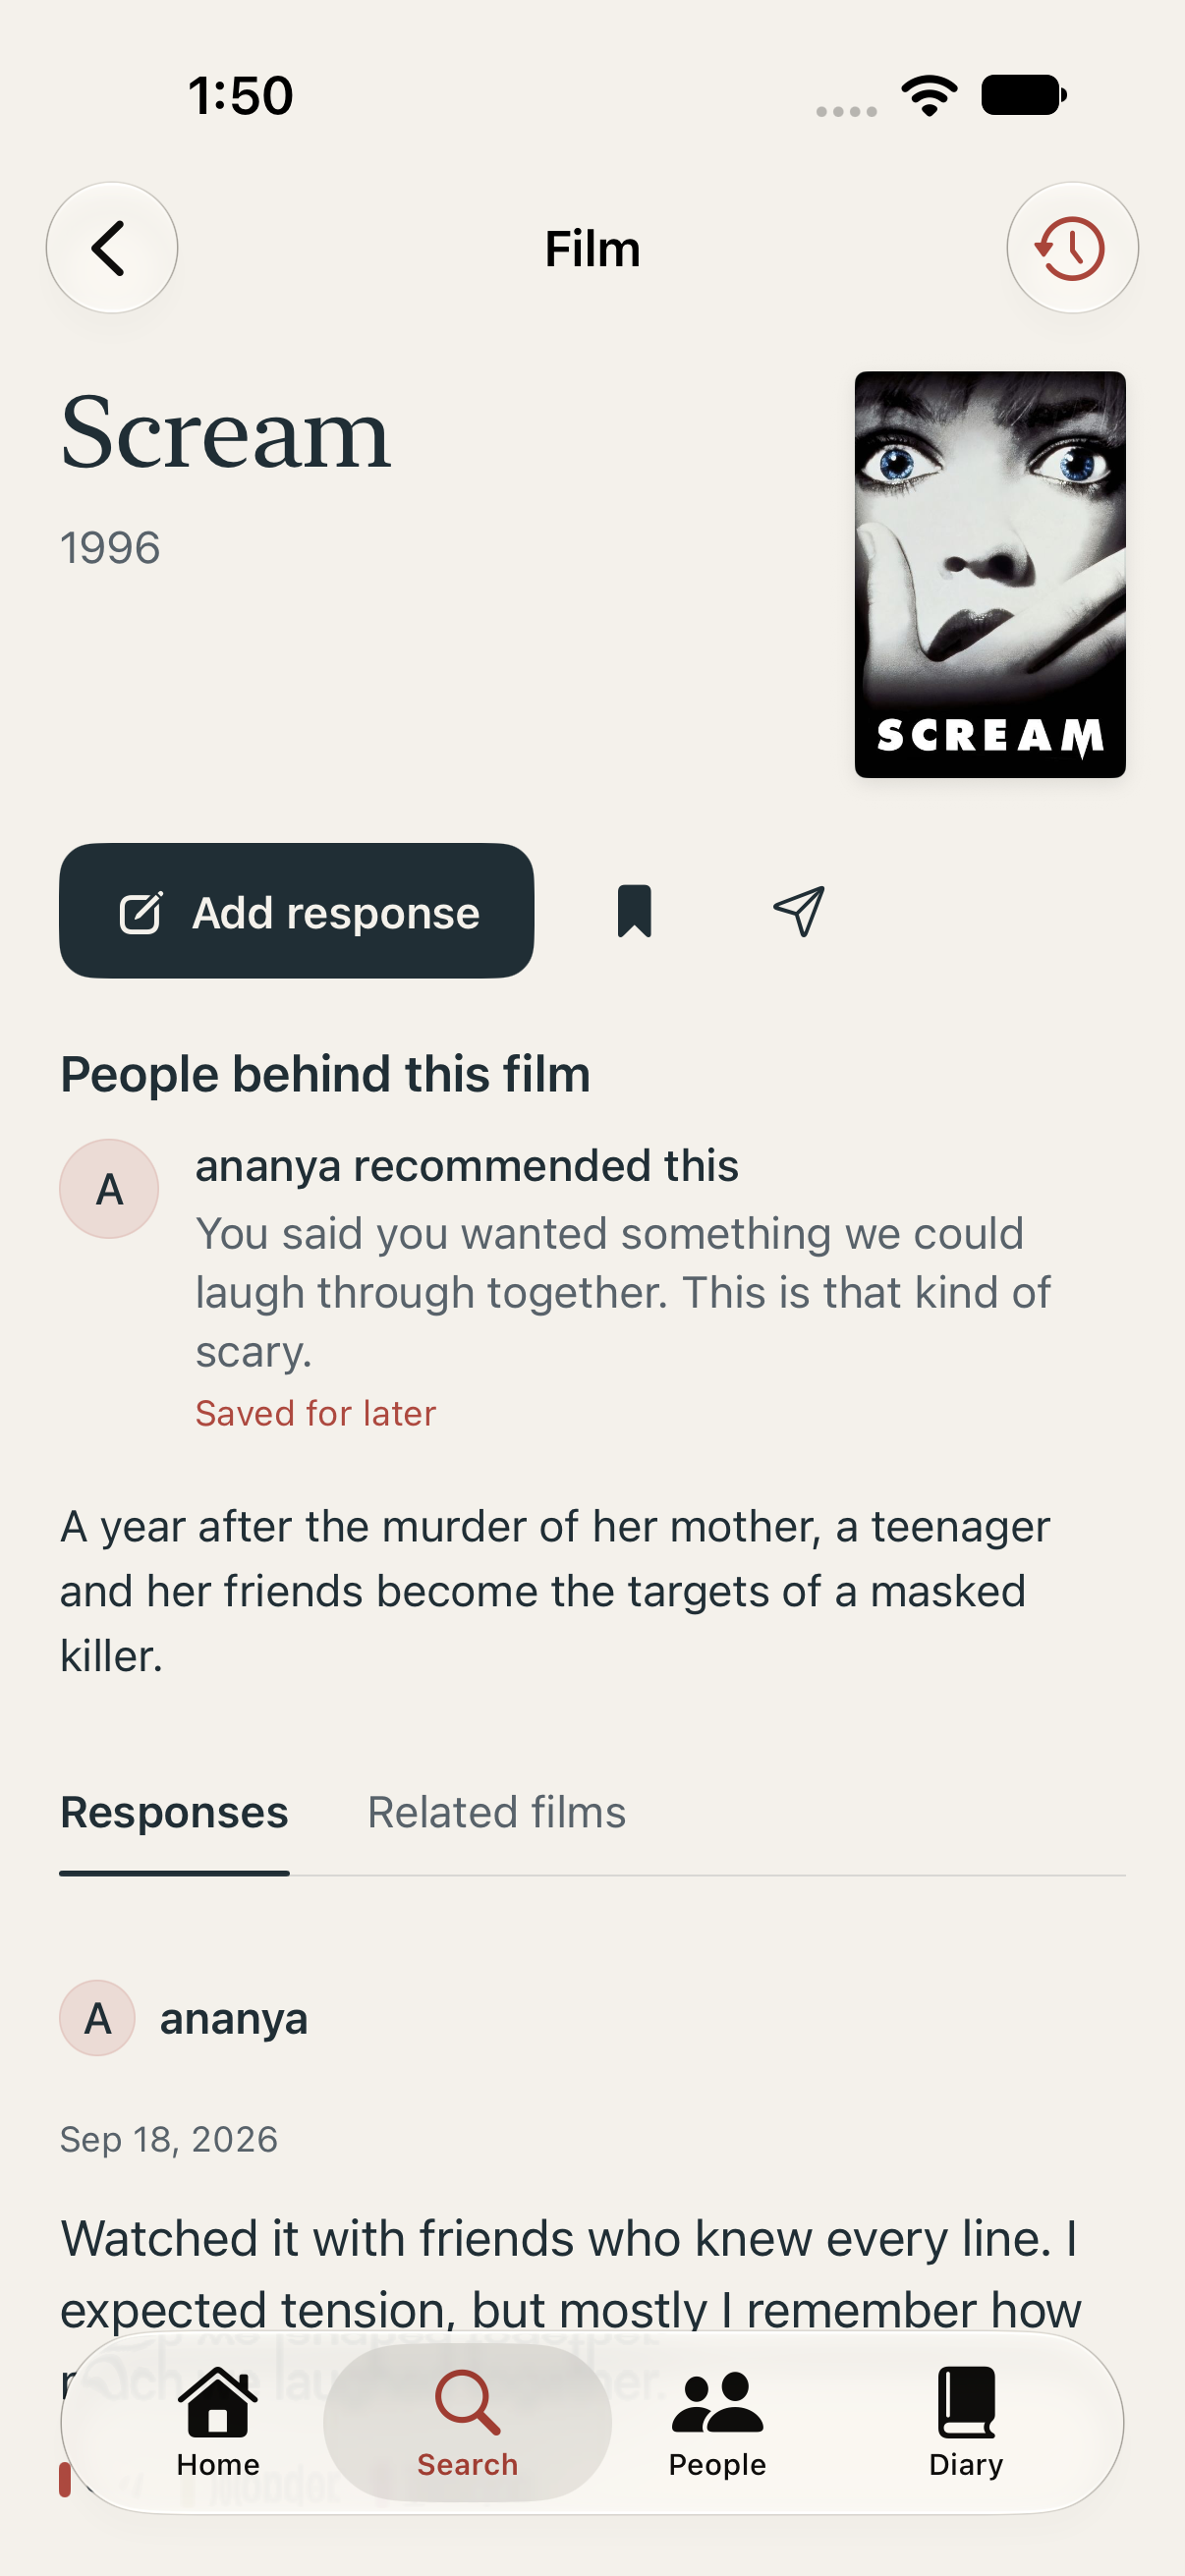 1:50
Film
Scream
1996
SCREAM
Add response
People behind this film
A
ananya recommended this
You said you wanted something we could
laugh through together. This is that kind of
scary.
Saved for later
A year after the murder of her mother, a teenager
and her friends become the targets of a masked
killer.
Responses
Related films
A
ananya
Sep 18, 2026
Watched it with friends who knew every line. I
expected tension, but mostly I remember how
Home
Search
People
Diary